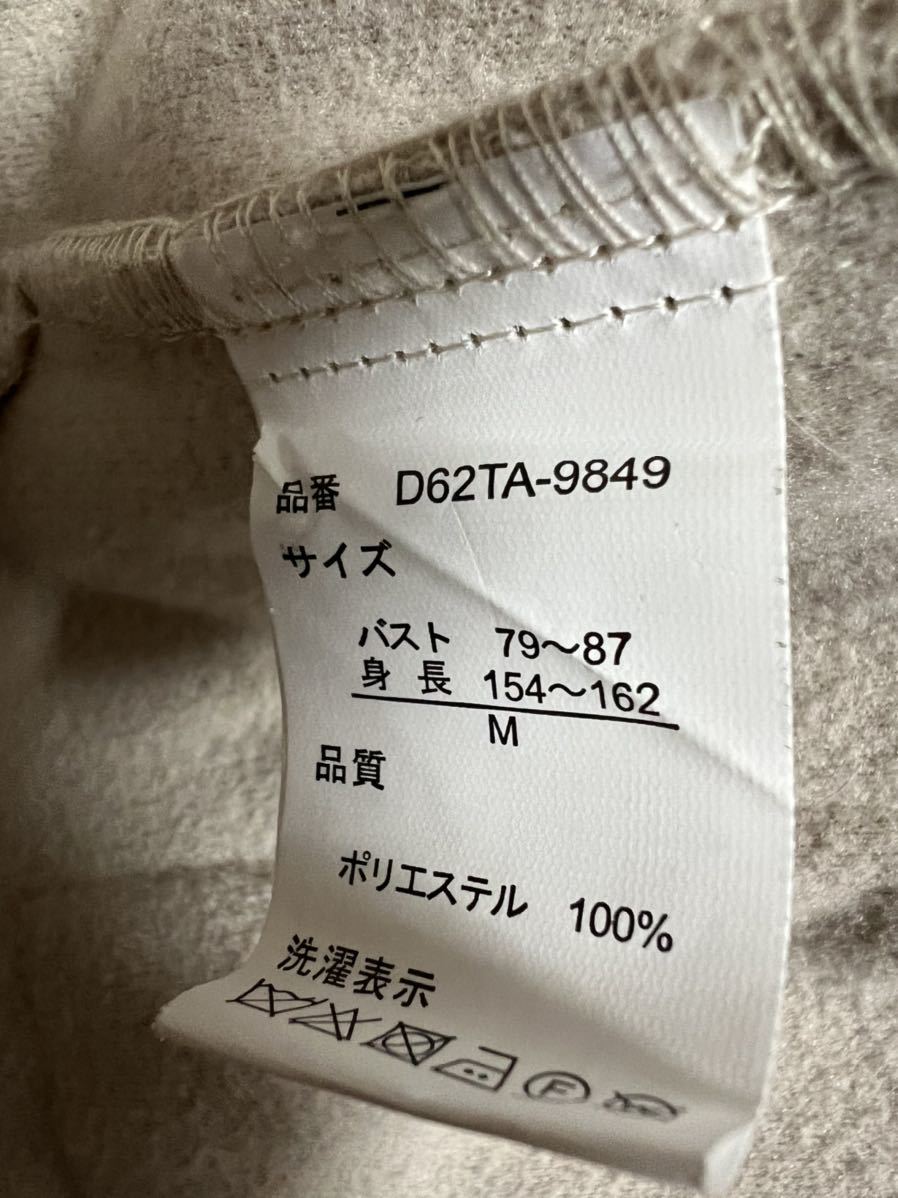 品番 D62TA-9849
サイズ
バスト 79～87
身長 154～162
M
品質
ポリエステル 100%
洗濯表示
F